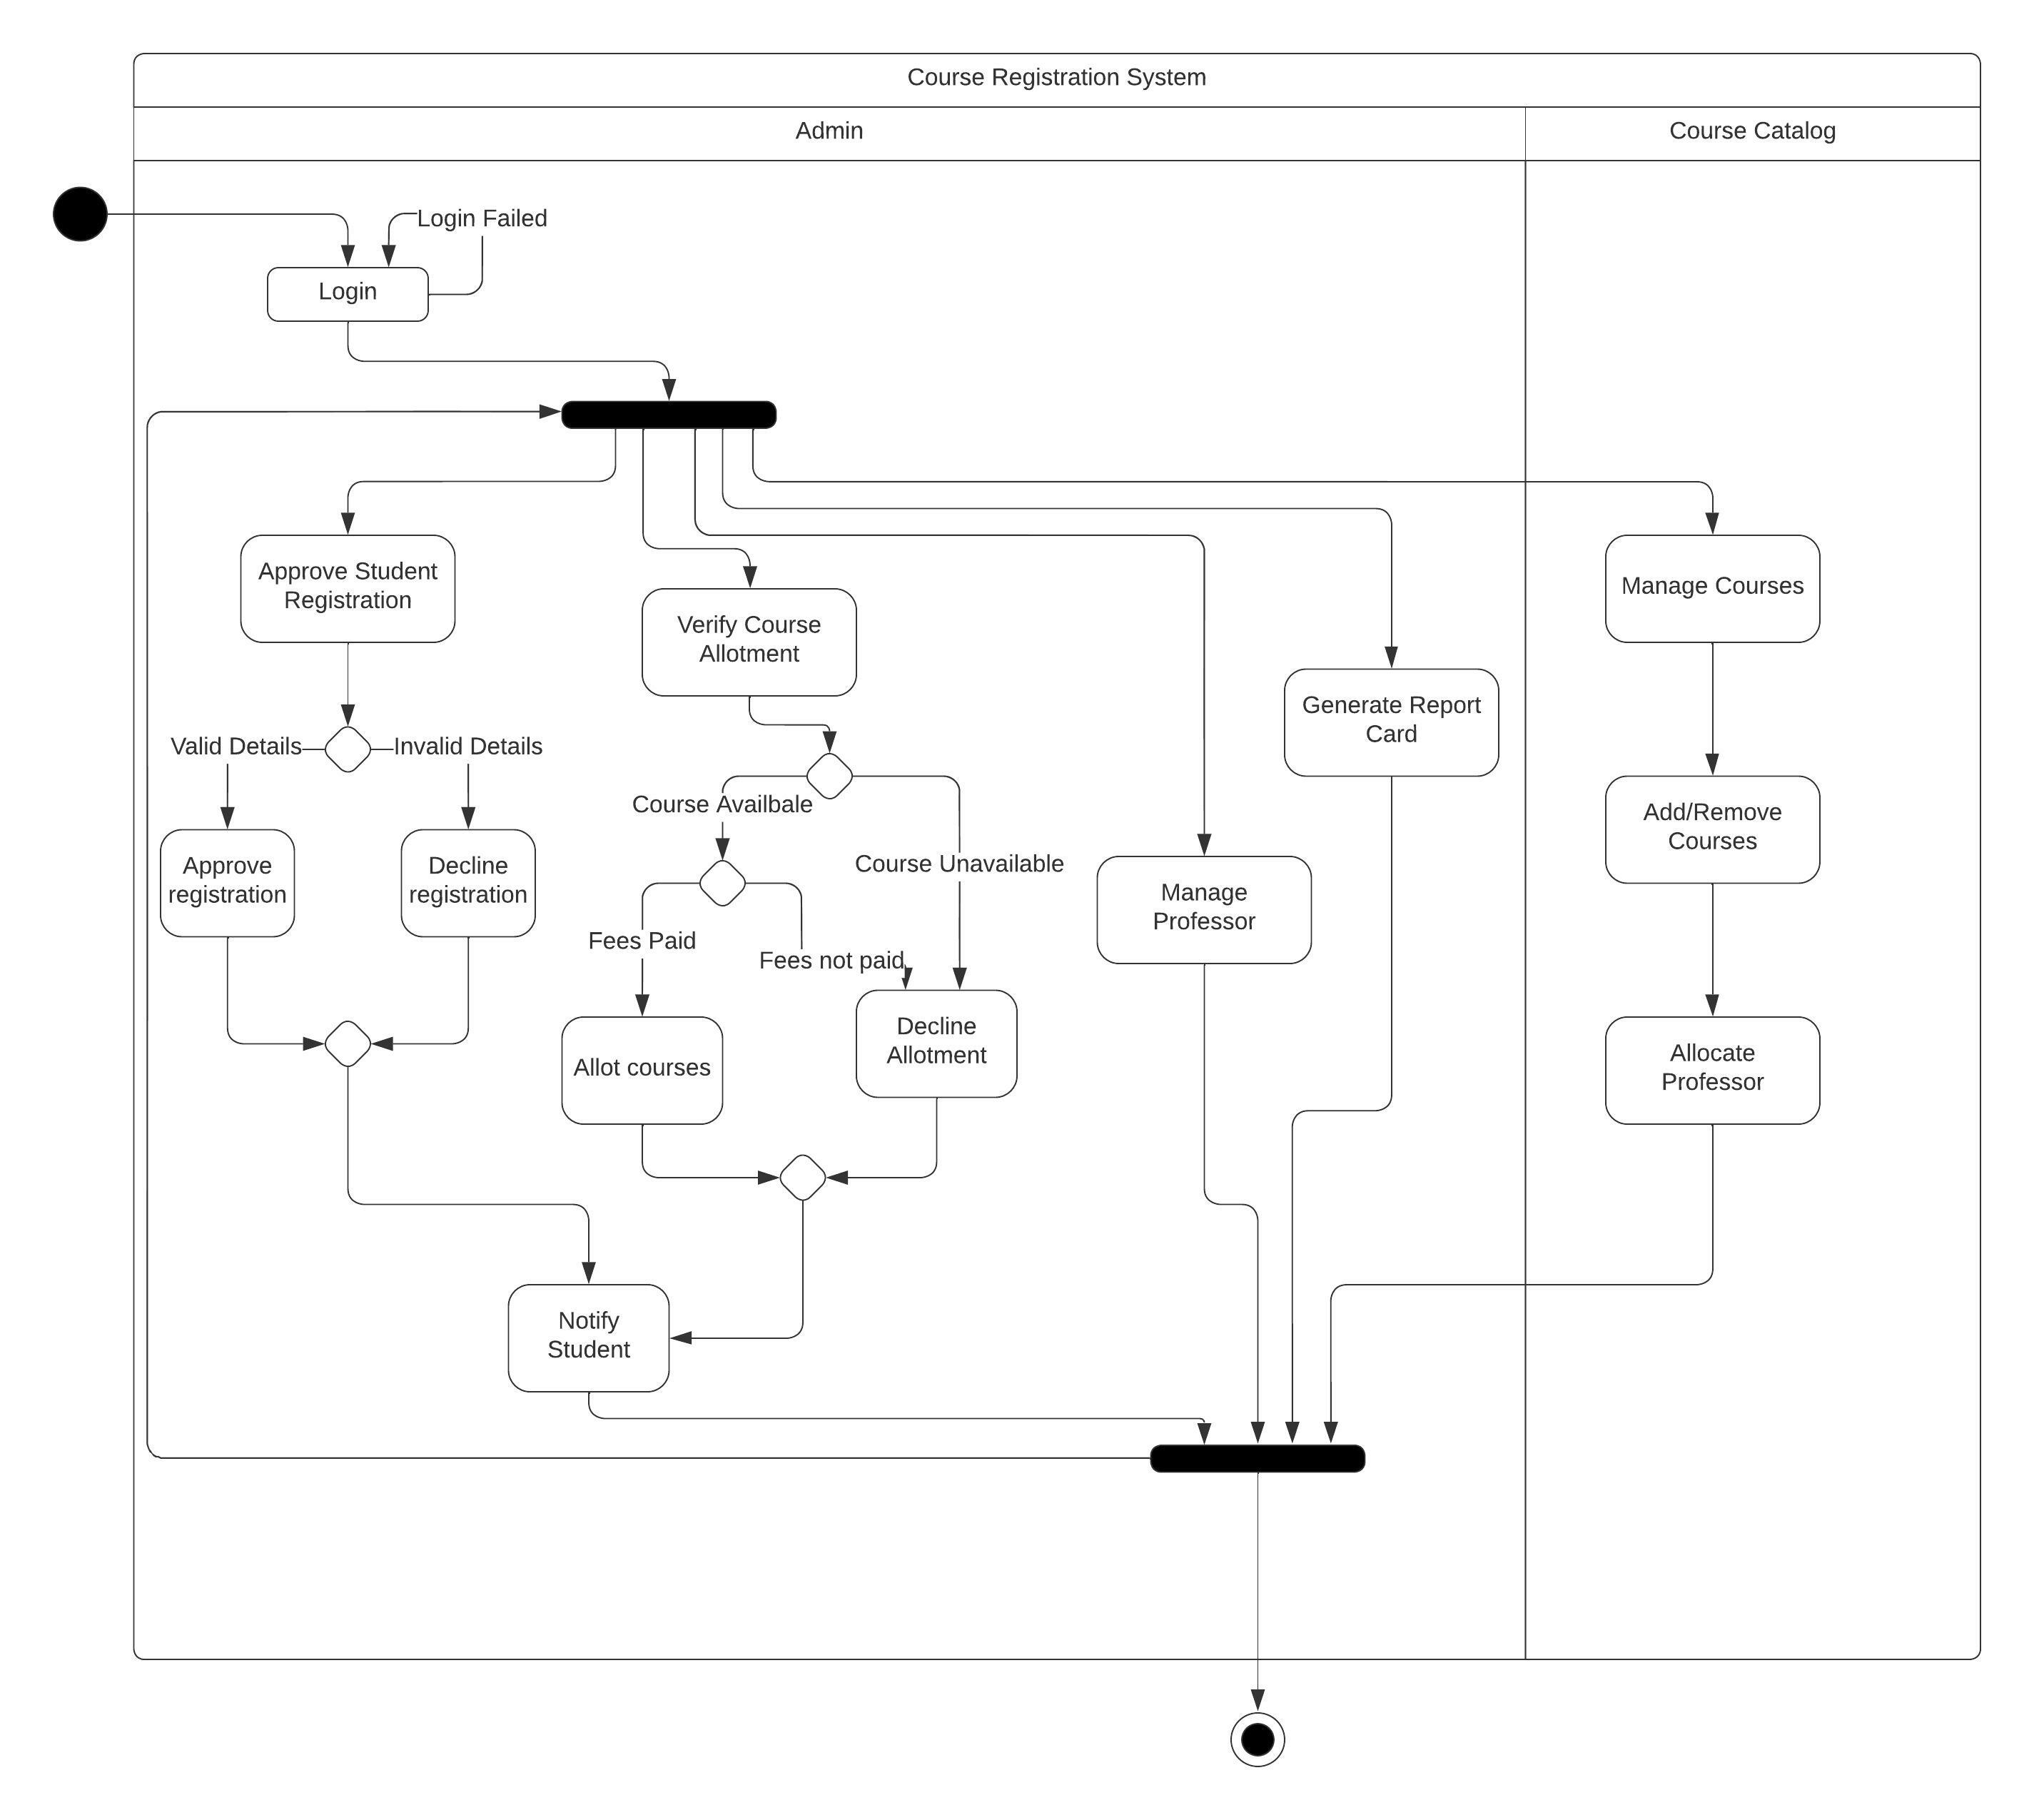 Course Registration System
Admin
Course Catalog
Login Failed
Login
Approve Student
Registration
Manage Courses
Verify Course
Allotment
Generate Report
Card
Valid Details
Invalid Details
Course Availbale
Add/Remove
Courses
Approve
registration
Decline
registration
Course Unavailable
Manage
Professor
Fees Paid
Fees not paid
Decline
Allotment
Allot courses
Allocate
Professor
Notify
Student